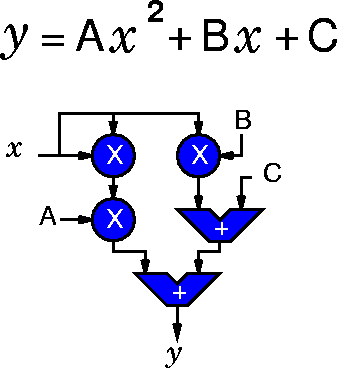 y = Ax² + Bx + C
B
x X X
C
A X
+
+
y